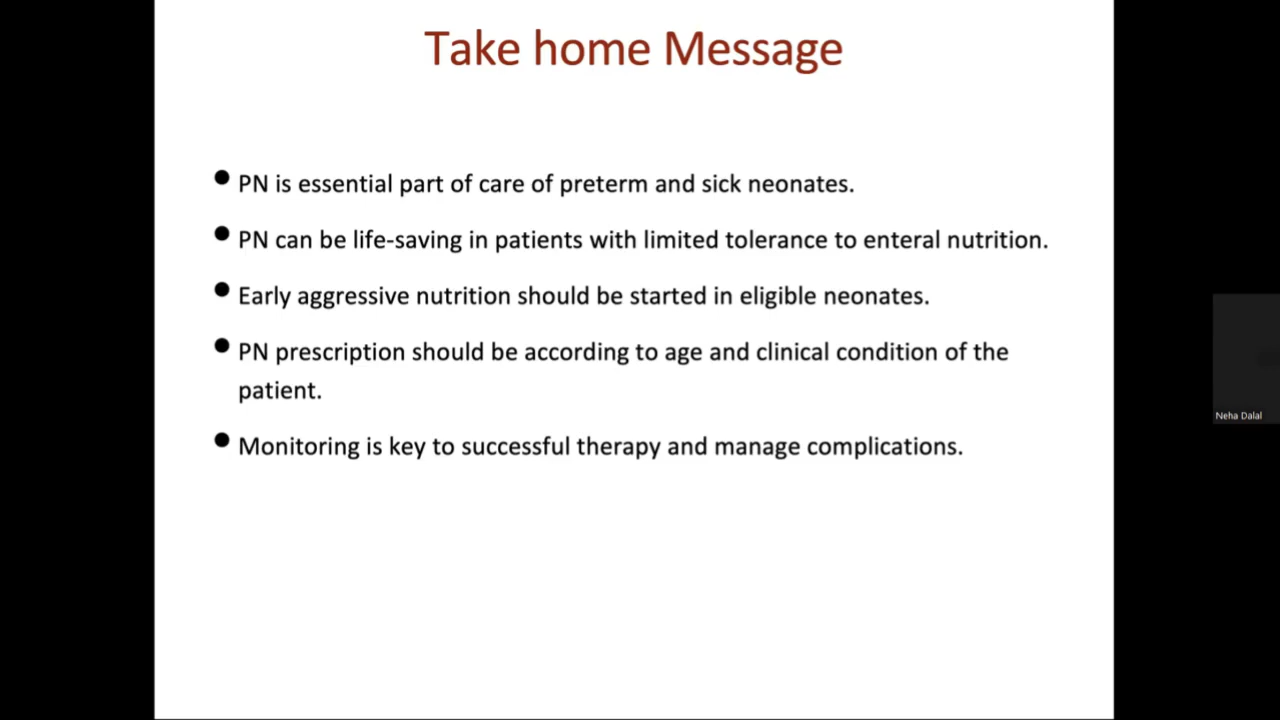 Take home Message
● PN is essential part of care of preterm and sick neonates.
● PN can be life-saving in patients with limited tolerance to enteral nutrition.
● Early aggressive nutrition should be started in eligible neonates.
● PN prescription should be according to age and clinical condition of the
patient.
● Monitoring is key to successful therapy and manage complications.
Neha Dalal